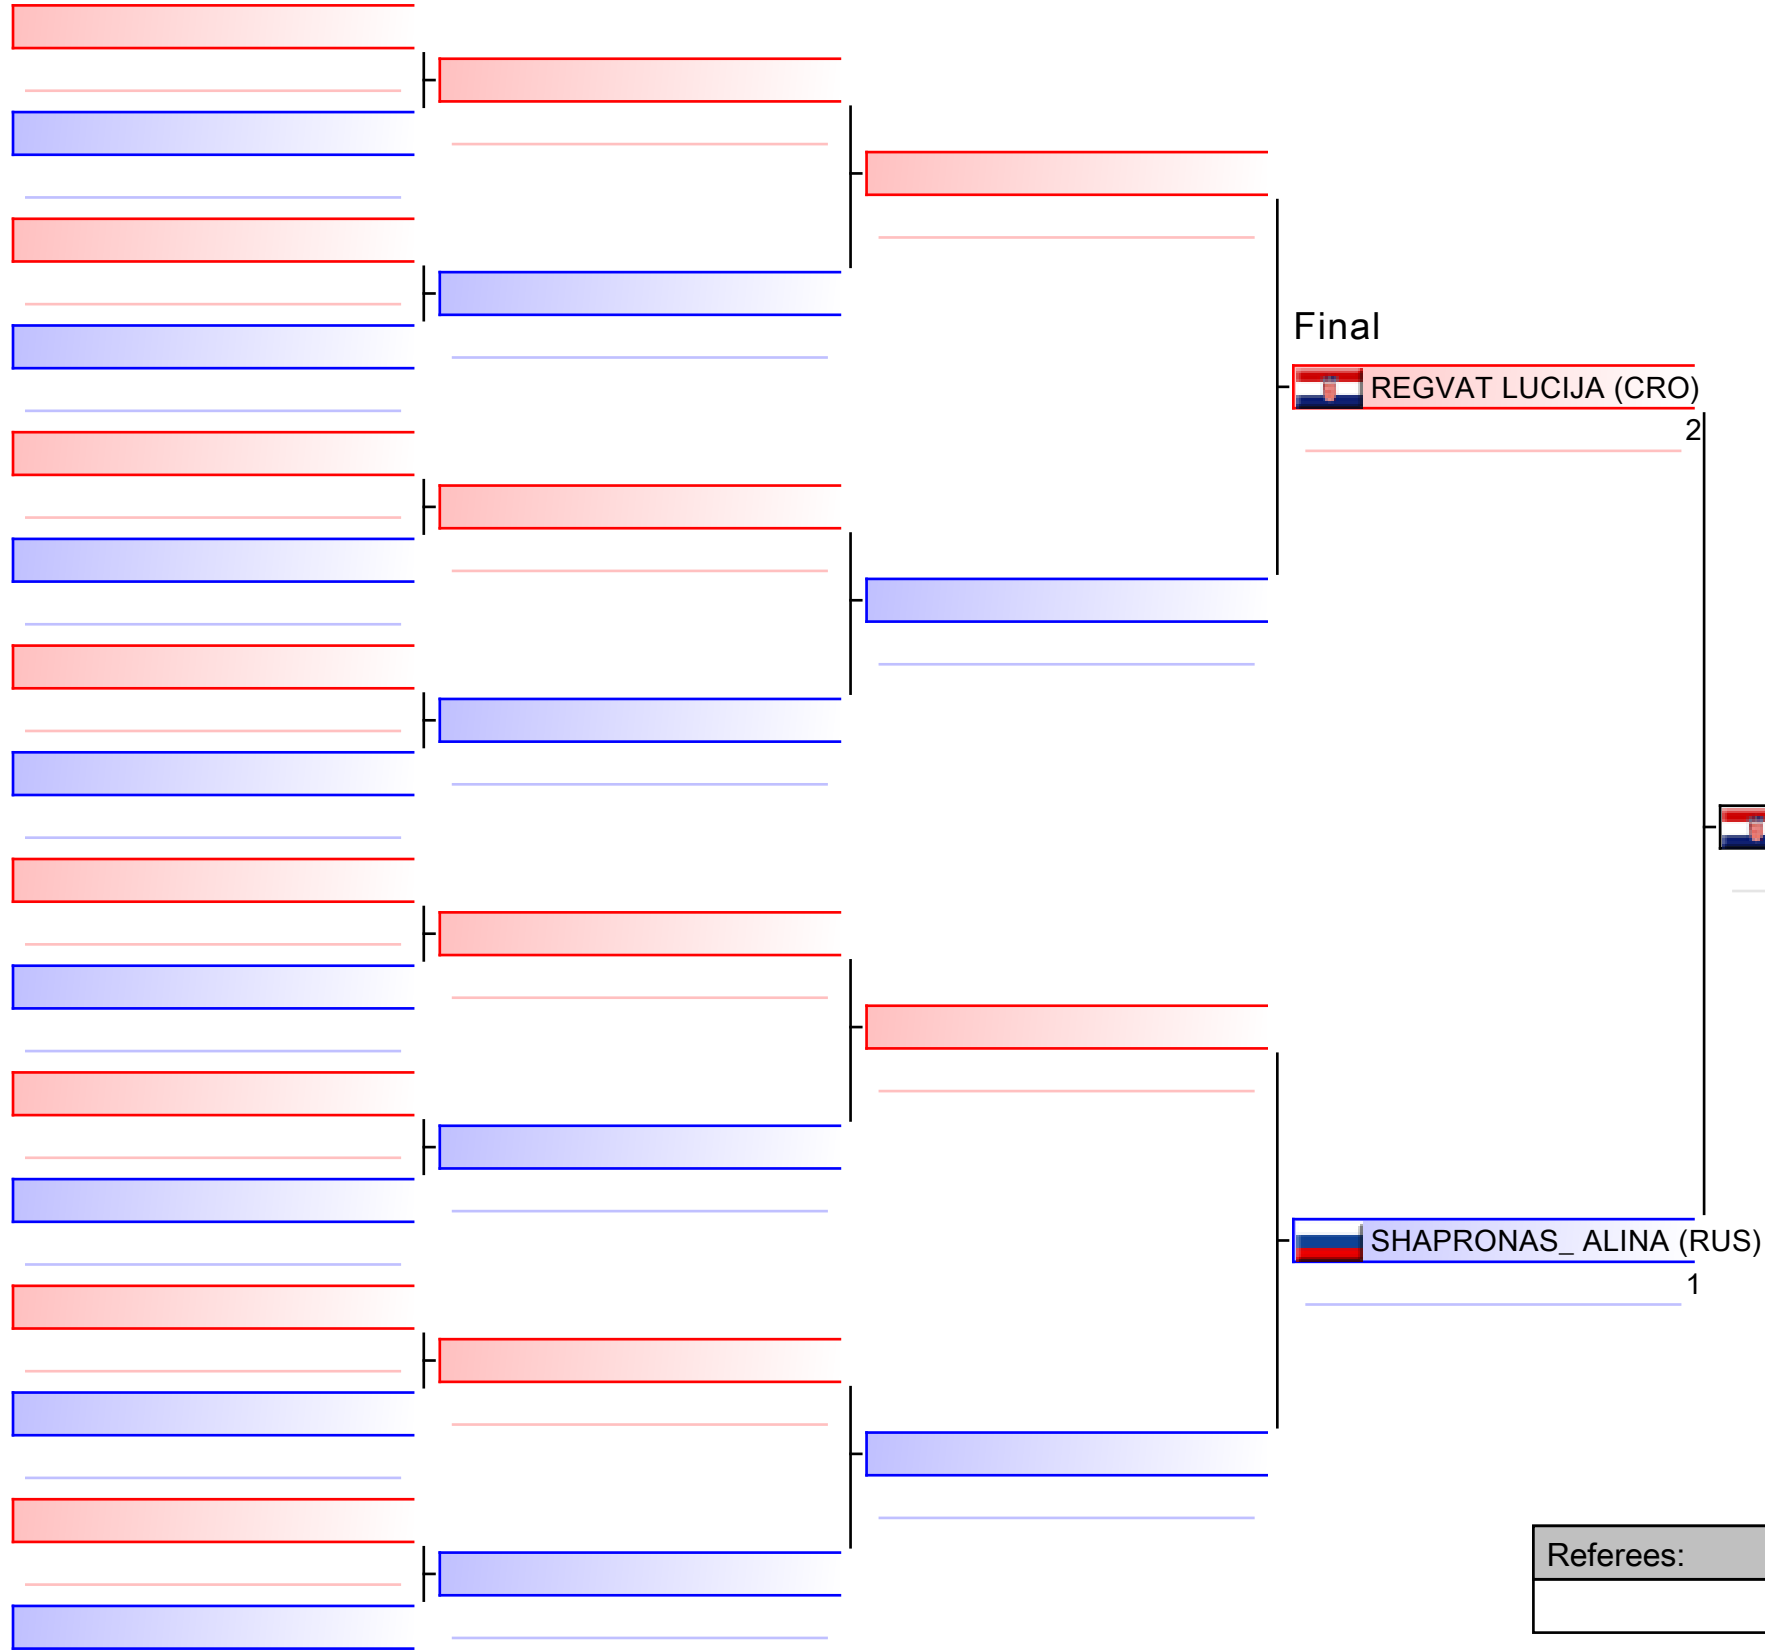 Final
REGVAT LUCIJA (CRO)
2
SHAPRONAS_ ALINA (RUS)
1
Referees: